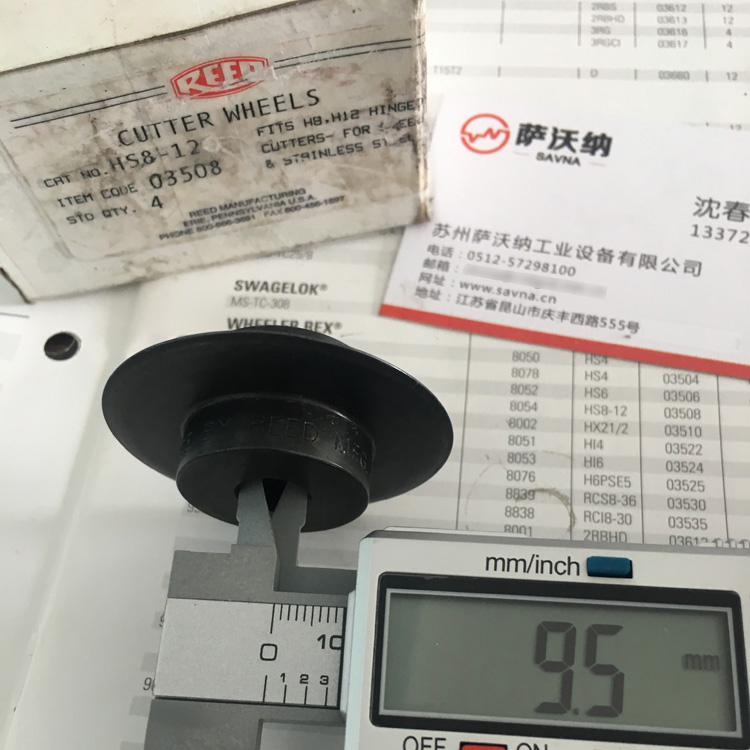 2RBS 03612 12
2RBHD 03613 12
3RG 03616 4
3RGCI 03617 4
T15T2 D 03660 12
REED
CUTTER WHEELS
CAT NO. HS8-12
ITEM CODE 03508
STD QTY. 4
FITS H8,H12 HINGE
CUTTERS- FOR
& STAINLESS
REED MANUFACTURING
ERIE, PENNSYLVANIA U.S.A.
萨沃纳
SAVNA
沈春
13372
苏州萨沃纳工业设备有限公司
电话:0512-57298100
邮箱:
网址:www.savna.cn
地址:江苏省昆山市庆丰西路555号
SWAGELOK®
MS-TC-308
WHEELER REX®
8050 HS4
8078 HS4 03504
8052 HS6 03506
8054 HS8-12 03508
8002 HX21/2 03510
8051 HI4 03522
8053 HI6 03524
8076 H6PSE5 03525
8839 RCS8-36 03530
8838 RCI8-30 03535
8001 2RBHD
REED MFG
mm/inch
9.5 mm
0 10
1 2 3
OFF ON